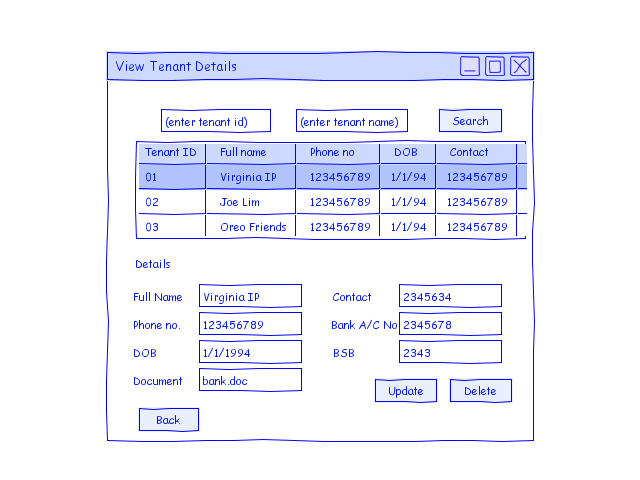 View Tenant Details
(enter tenant id) (enter tenant name) Search
Tenant ID Full name Phone no DOB Contact
01 Virginia IP 123456789 1/1/94 123456789
02 Joe Lim 123456789 1/1/94 123456789
03 Oreo Friends 123456789 1/1/94 123456789
Details
Full Name Virginia IP Contact 2345634
Phone no. 123456789 Bank A/C No 2345678
DOB 1/1/1994 BSB 2343
Document bank.doc
Update Delete
Back